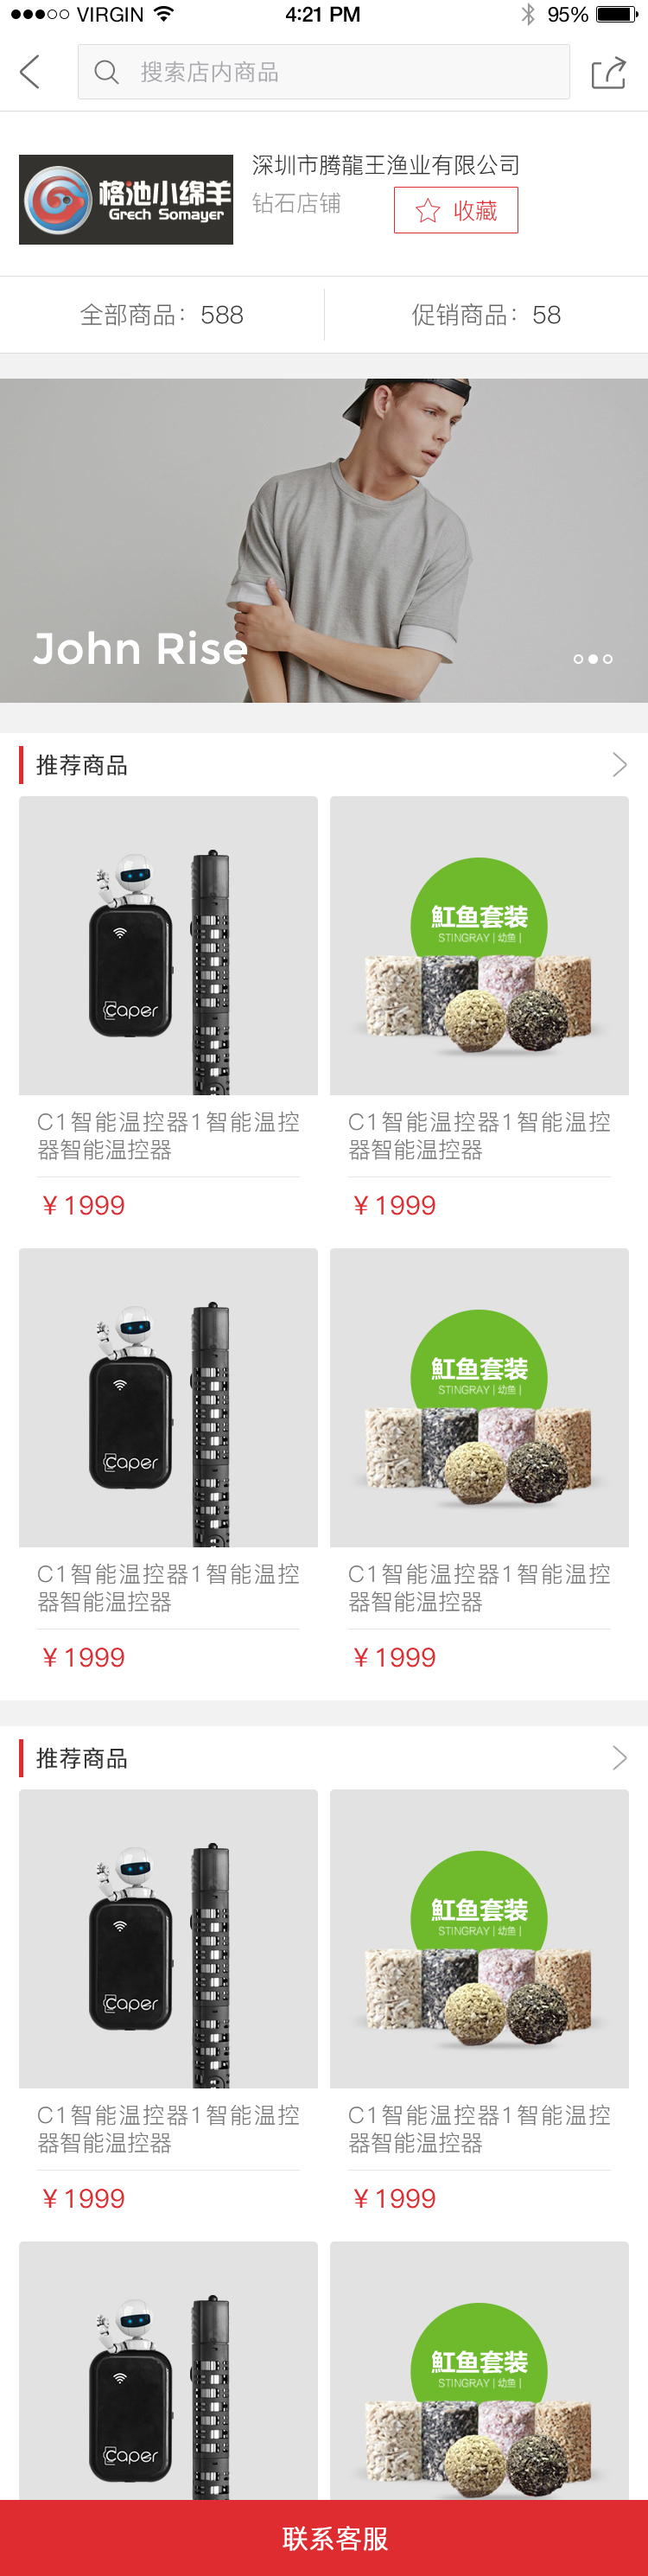 VIRGIN 4:21 PM 95%
搜索店内商品
深圳市腾龍王渔业有限公司
格池小绵羊
Grech Somayer
钻石店铺
收藏
全部商品：588
促销商品：58
John Rise
推荐商品
caper
魟鱼套装
STINGRAY | 幼鱼 |
C1智能温控器1智能温控
器智能温控器
¥1999
C1智能温控器1智能温控
器智能温控器
¥1999
caper
魟鱼套装
STINGRAY | 幼鱼 |
C1智能温控器1智能温控
器智能温控器
¥1999
C1智能温控器1智能温控
器智能温控器
¥1999
推荐商品
caper
魟鱼套装
STINGRAY | 幼鱼 |
C1智能温控器1智能温控
器智能温控器
¥1999
C1智能温控器1智能温控
器智能温控器
¥1999
caper
魟鱼套装
STINGRAY | 幼鱼 |
联系客服